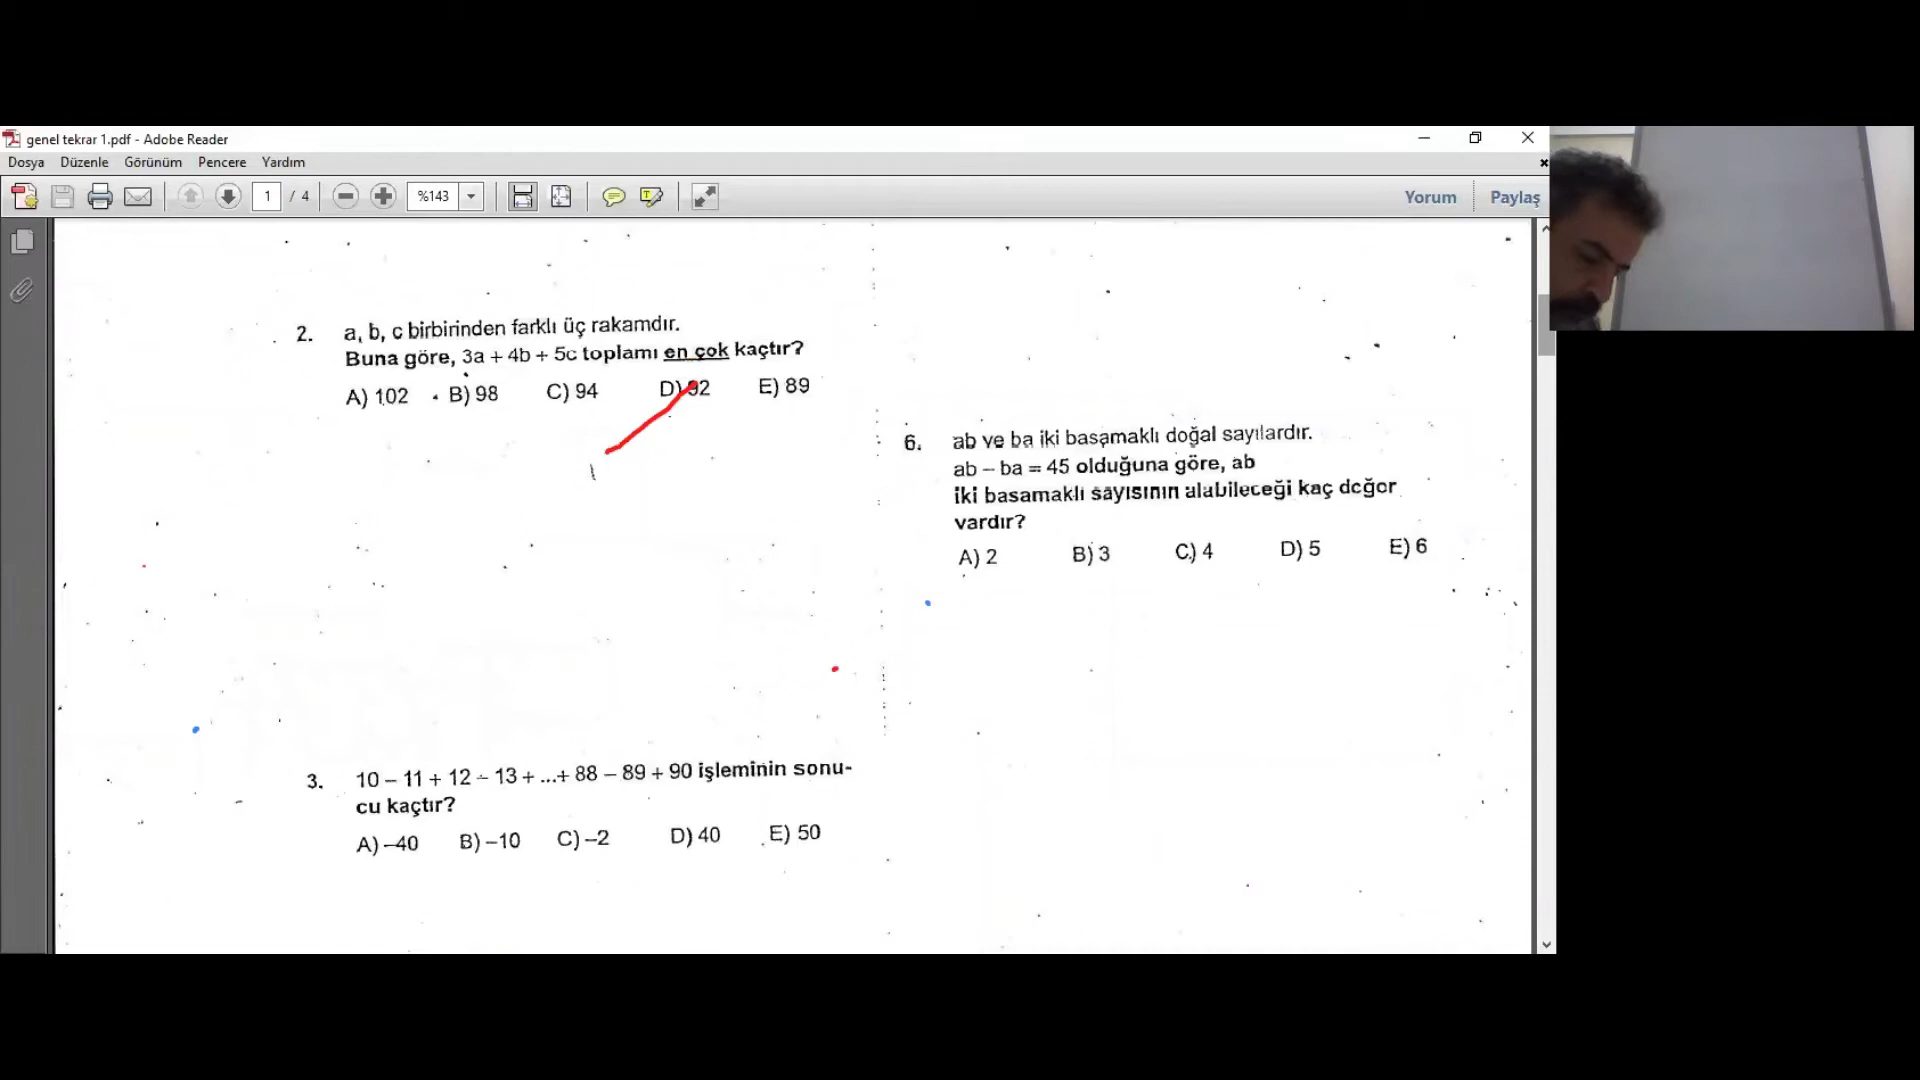 genel tekrar 1.pdf - Adobe Reader
Dosya Düzenle Görünüm Pencere Yardım
1 / 4 %143 Yorum Paylaş
2. a, b, c birbirinden farklı üç rakamdır.
Buna göre, 3a + 4b + 5c toplamı en çok kaçtır?
A) 102 B) 98 C) 94 D) 92 E) 89
3. 10 – 11 + 12 – 13 + ...+ 88 – 89 + 90 işleminin sonu-
cu kaçtır?
A) –40 B) –10 C) –2 D) 40 E) 50
6. ab ve ba iki basamaklı doğal sayılardır.
ab – ba = 45 olduğuna göre, ab
iki basamaklı sayısının alabileceği kaç değer
vardır?
A) 2 B) 3 C) 4 D) 5 E) 6